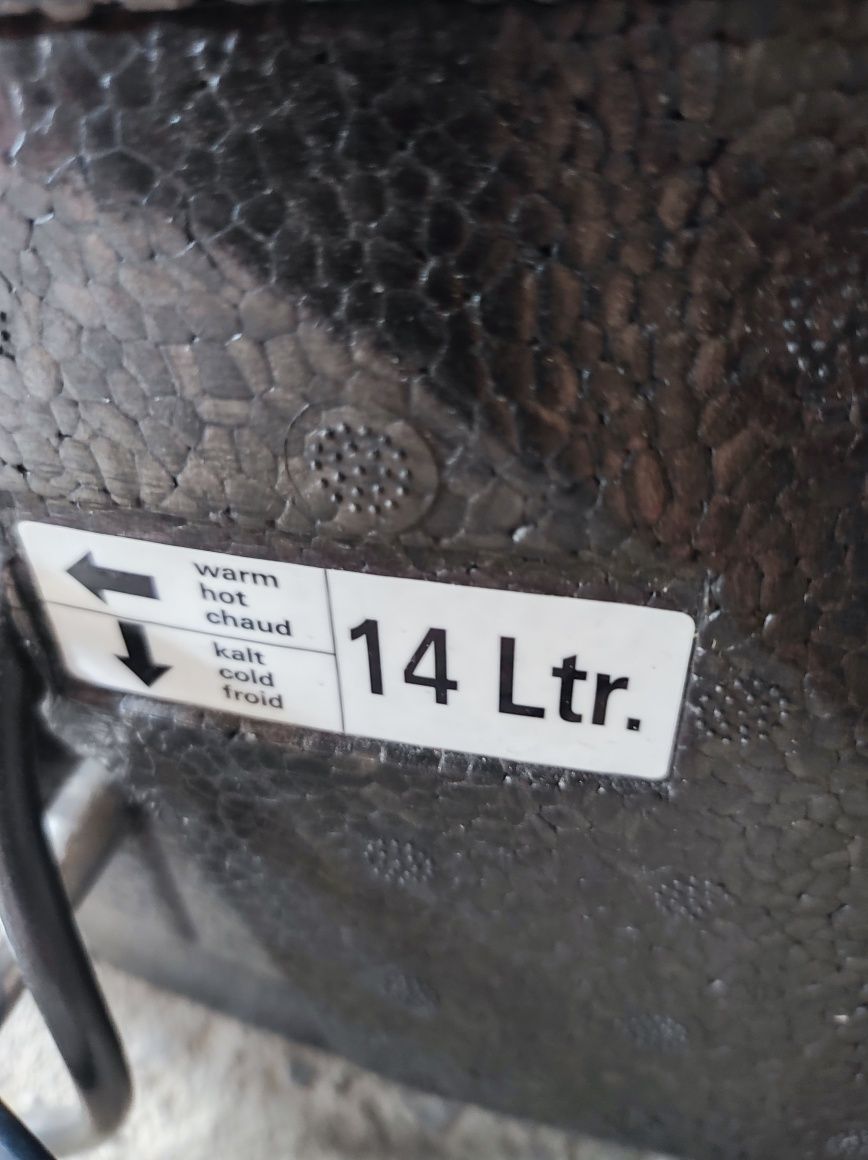 warm
hot
chaud
kalt
cold
froid
14 Ltr.